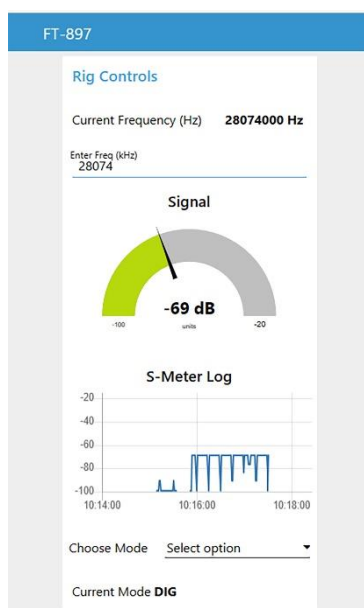 FT-897
Rig Controls
Current Frequency (Hz) 28074000 Hz
Enter Freq (kHz)
28074
Signal
-69 dB
-100 units -20
S-Meter Log
-20
-40
-60
-80
-100
10:14:00 10:16:00 10:18:00
Choose Mode Select option
Current Mode DIG